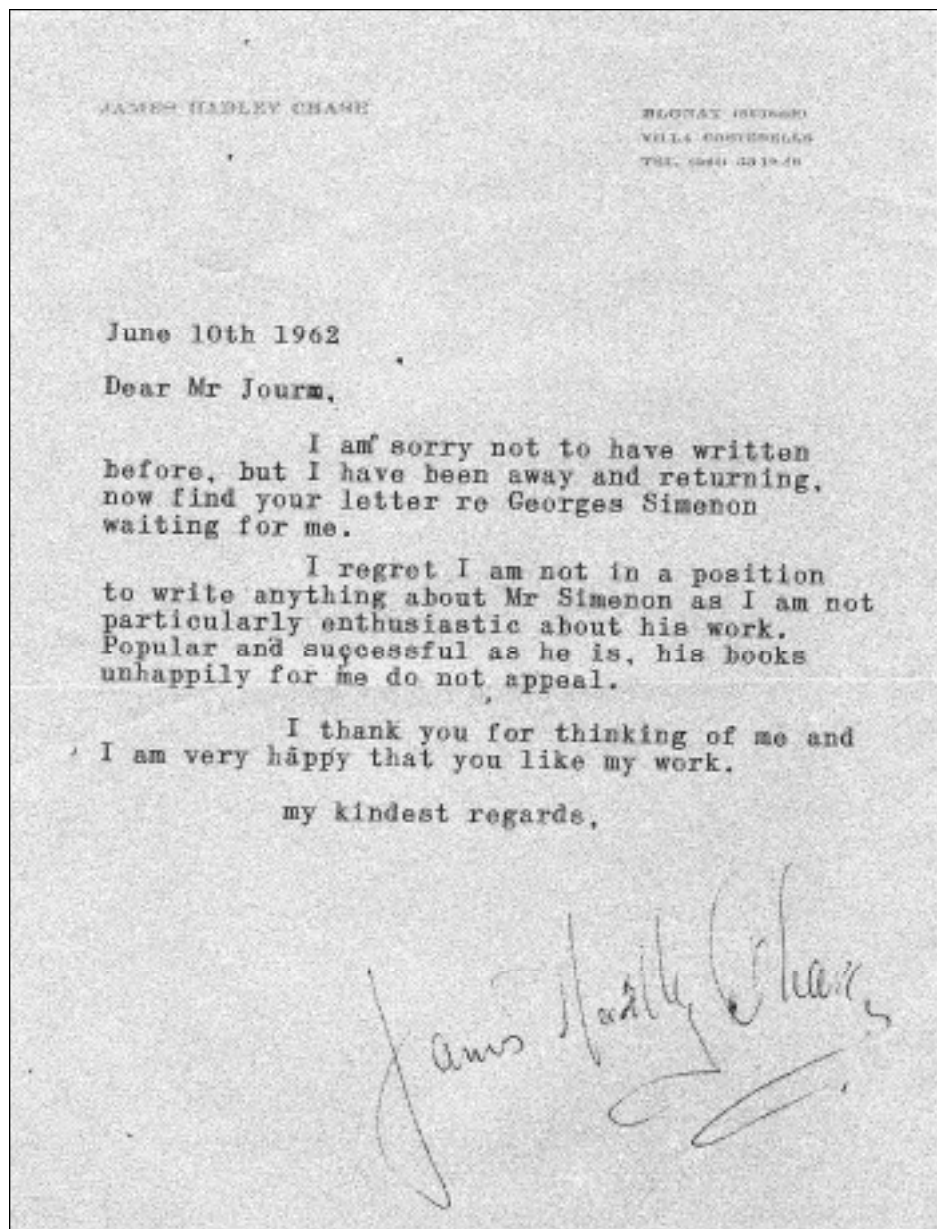 JAMES HADLEY CHASE
BLONAY (SUISSE)
VILLA
TEL.
June 10th 1962
Dear Mr Jourm,
I am sorry not to have written
before, but I have been away and returning,
now find your letter re Georges Simenon
waiting for me.
I regret I am not in a position
to write anything about Mr Simenon as I am not
particularly enthusiastic about his work.
Popular and successful as he is, his books
unhappily for me do not appeal.
I thank you for thinking of me and
I am very happy that you like my work.
my kindest regards,
James Hadley Chase